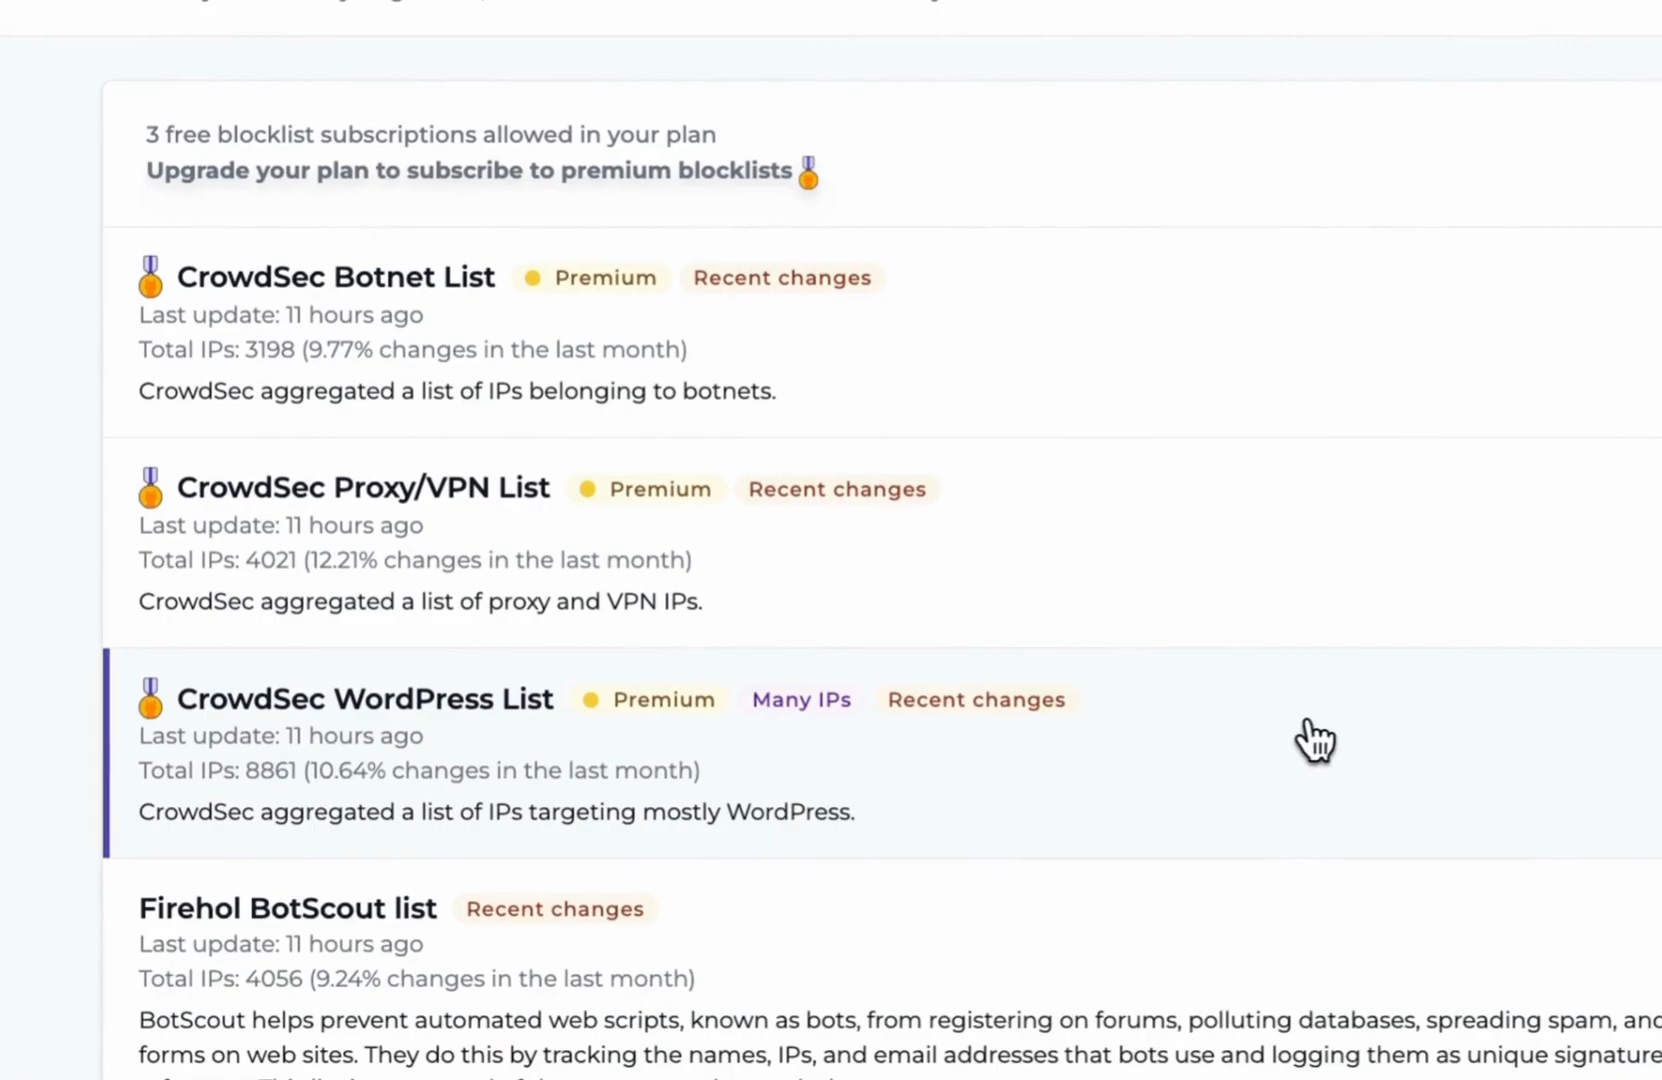 3 free blocklist subscriptions allowed in your plan
Upgrade your plan to subscribe to premium blocklists
CrowdSec Botnet List Premium Recent changes
Last update: 11 hours ago
Total IPs: 3198 (9.77% changes in the last month)
CrowdSec aggregated a list of IPs belonging to botnets.
CrowdSec Proxy/VPN List Premium Recent changes
Last update: 11 hours ago
Total IPs: 4021 (12.21% changes in the last month)
CrowdSec aggregated a list of proxy and VPN IPs.
CrowdSec WordPress List Premium Many IPs Recent changes
Last update: 11 hours ago
Total IPs: 8861 (10.64% changes in the last month)
CrowdSec aggregated a list of IPs targeting mostly WordPress.
Firehol BotScout list Recent changes
Last update: 11 hours ago
Total IPs: 4056 (9.24% changes in the last month)
BotScout helps prevent automated web scripts, known as bots, from registering on forums, polluting databases, spreading spam, and
forms on web sites. They do this by tracking the names, IPs, and email addresses that bots use and logging them as unique signature